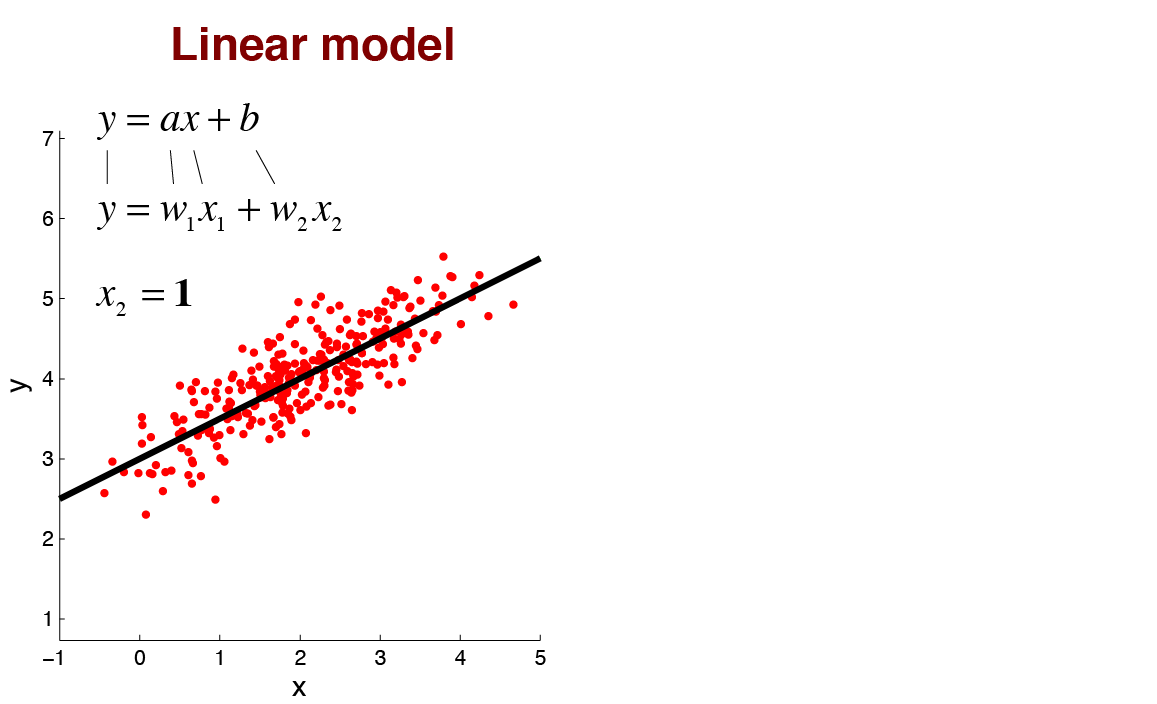 Linear model
y = ax + b
y = w₁x₁ + w₂x₂
x₂ = 1
7
6
5
4
3
2
1
y
−1 0 1 2 3 4 5
x